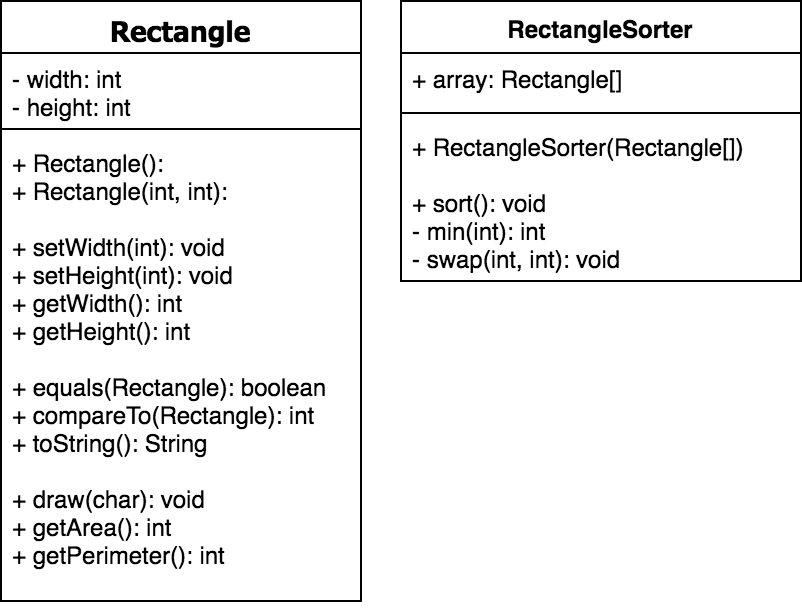 Rectangle
- width: int
- height: int
+ Rectangle():
+ Rectangle(int, int):
+ setWidth(int): void
+ setHeight(int): void
+ getWidth(): int
+ getHeight(): int
+ equals(Rectangle): boolean
+ compareTo(Rectangle): int
+ toString(): String
+ draw(char): void
+ getArea(): int
+ getPerimeter(): int
RectangleSorter
+ array: Rectangle[]
+ RectangleSorter(Rectangle[])
+ sort(): void
- min(int): int
- swap(int, int): void